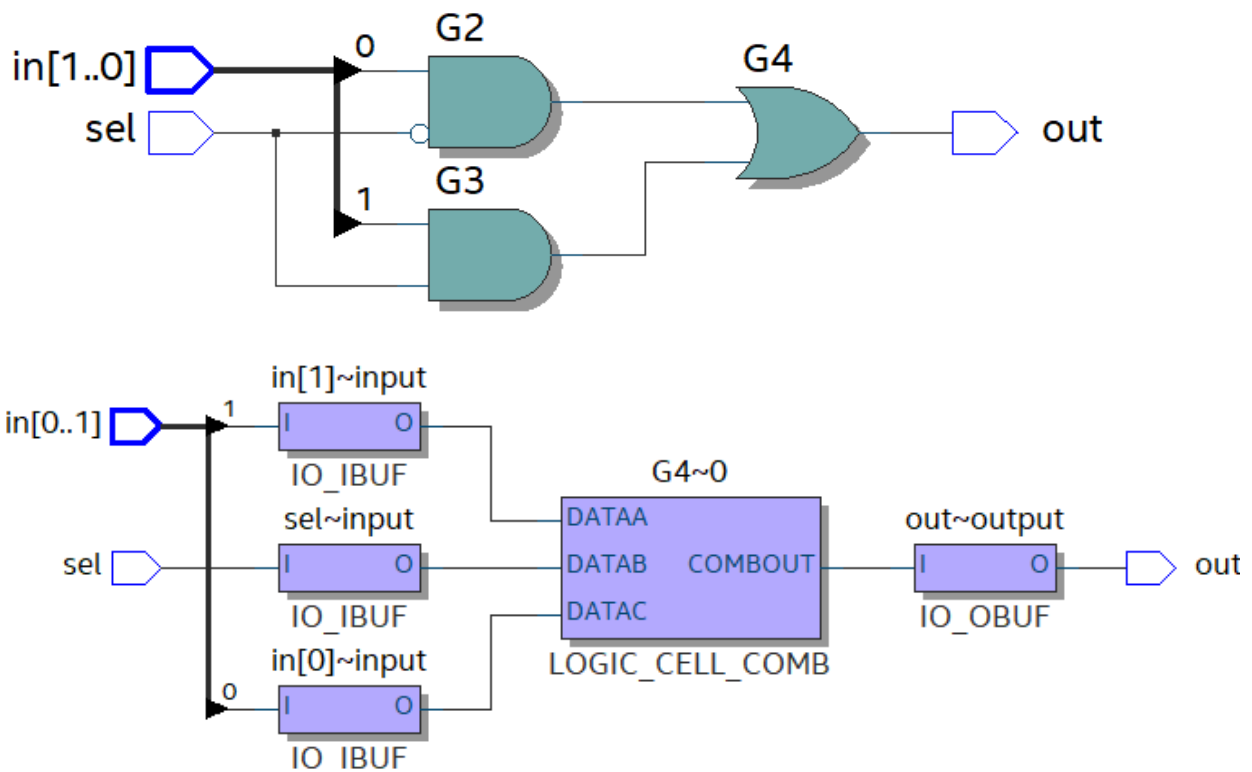 in[1..0]
0
G2
G4
sel
out
1
G3
in[1]~input
in[0..1]
1
I
O
IO_IBUF
G4~0
sel~input
DATAA
out~output
sel
I
O
DATAB
COMBOUT
I
O
out
IO_IBUF
DATAC
IO_OBUF
in[0]~input
LOGIC_CELL_COMB
0
I
O
IO_IBUF